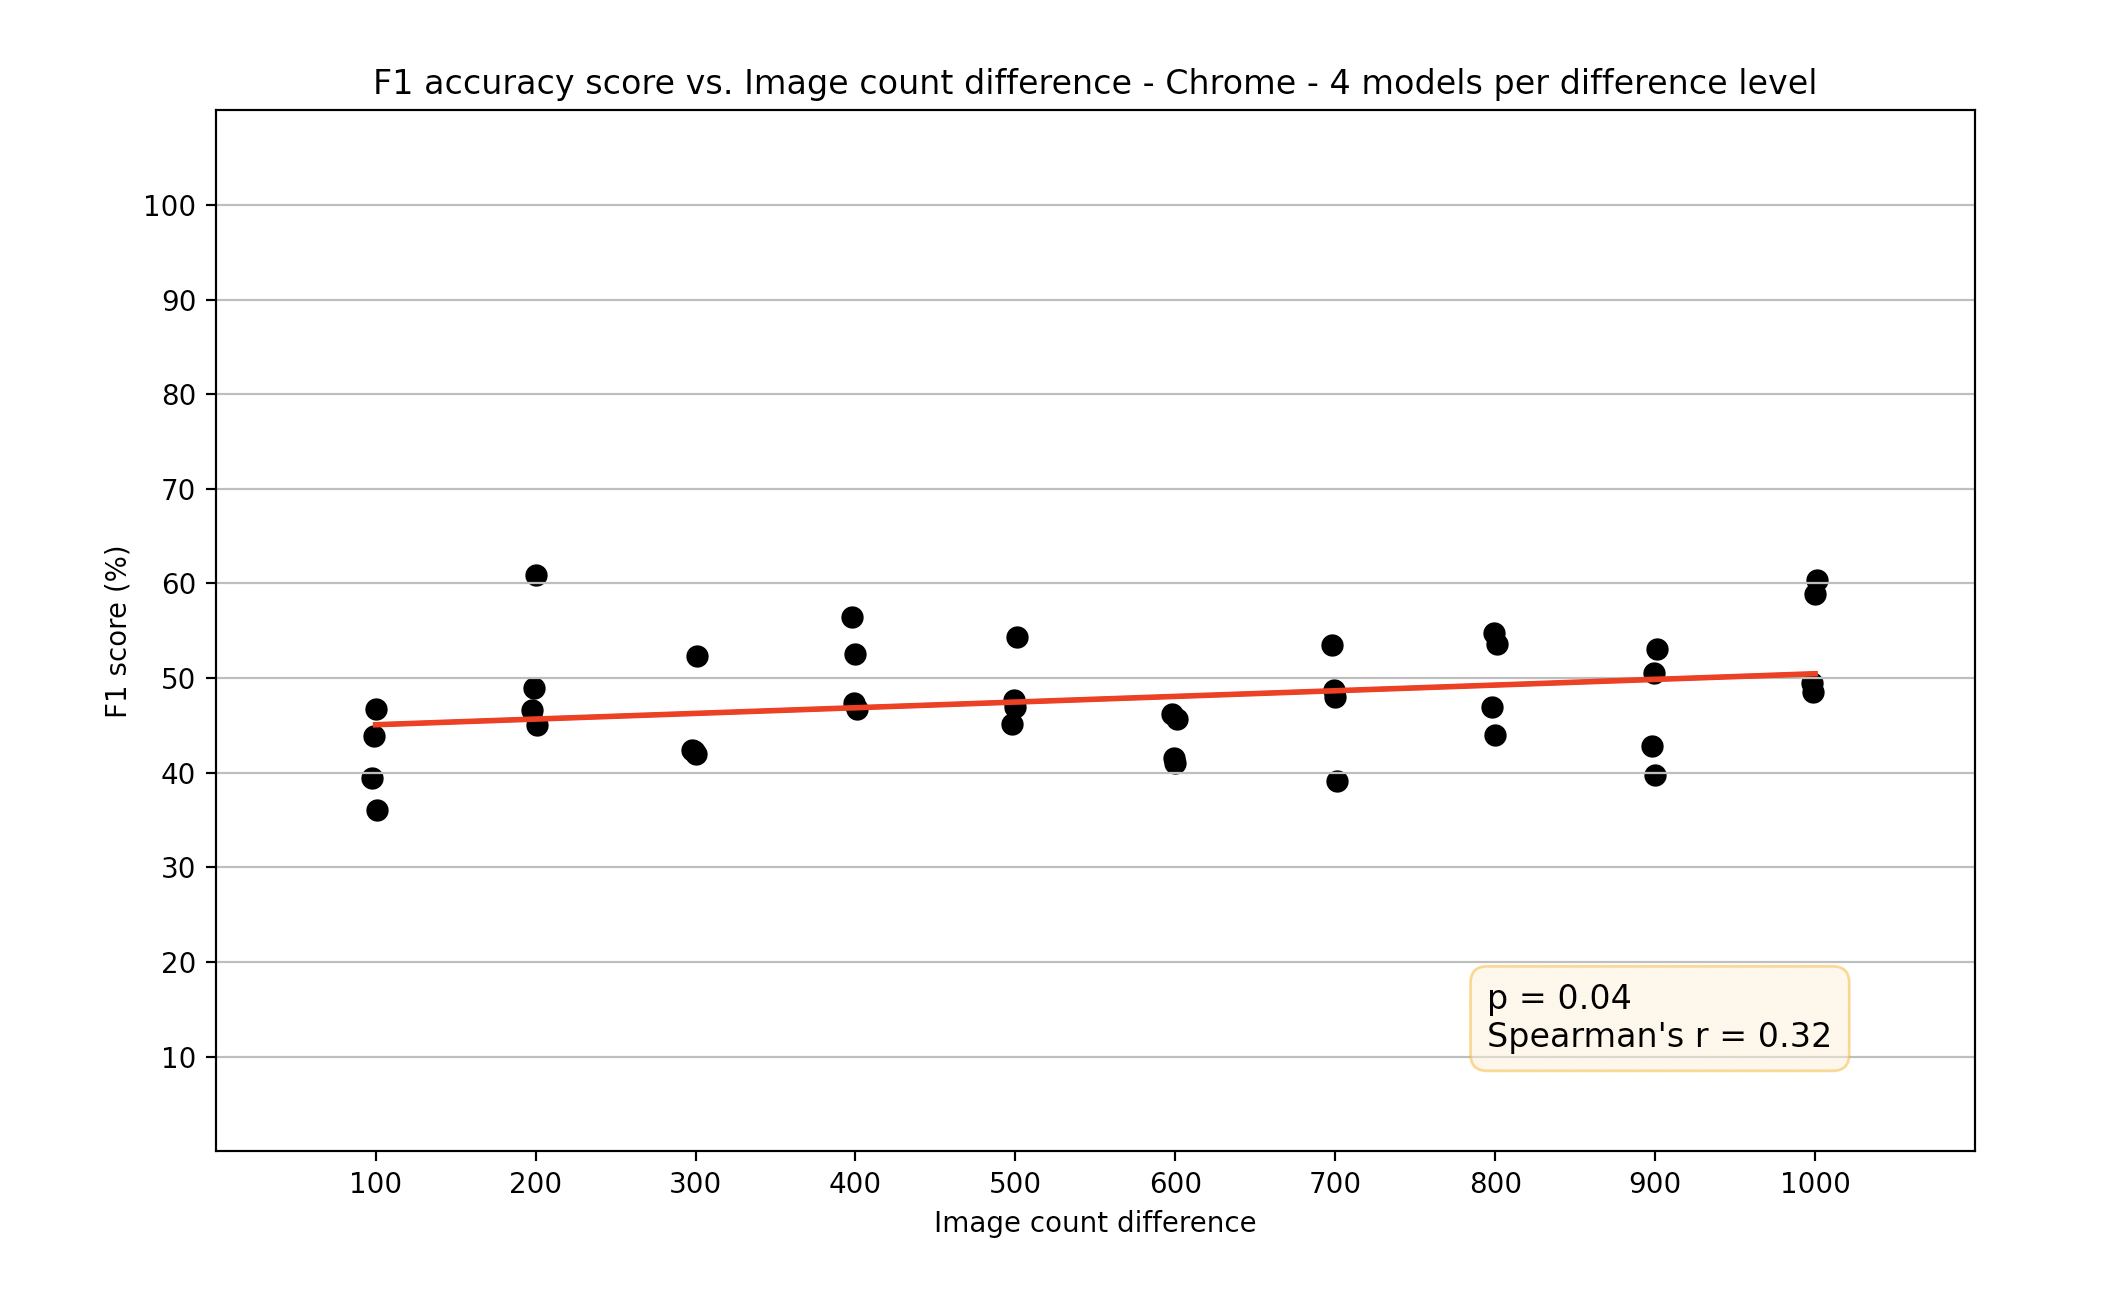 F1 accuracy score vs. Image count difference - Chrome - 4 models per difference level
100
90
80
70
60
50
40
30
20
10
F1 score (%)
p = 0.04
Spearman's r = 0.32
100 200 300 400 500 600 700 800 900 1000
Image count difference